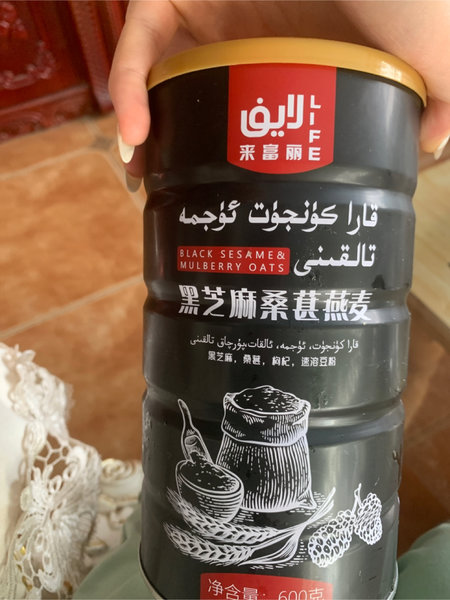 لايف
LIFE
来富丽
قارا كۈنجۈت ئۈجمە
تالقىنى
BLACK SESAME &
MULBERRY OATS
黑芝麻桑葚燕麦
قارا كۈنجۈت، ئۈجمە، ئالقات،پۇرچاق تالقىنى
黑芝麻，桑葚，枸杞，速溶豆粉
净含量：600克